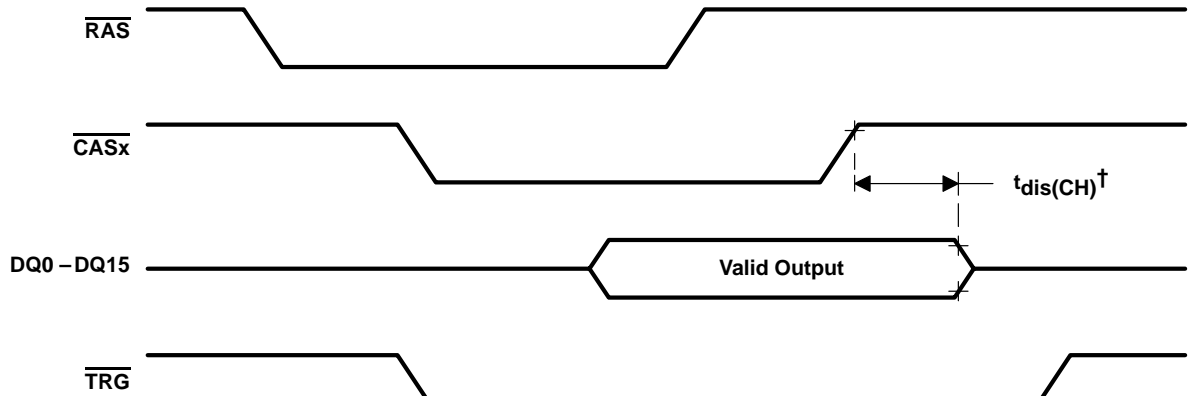 RAS
CASx
tdis(CH)†
DQ0 – DQ15
Valid Output
TRG